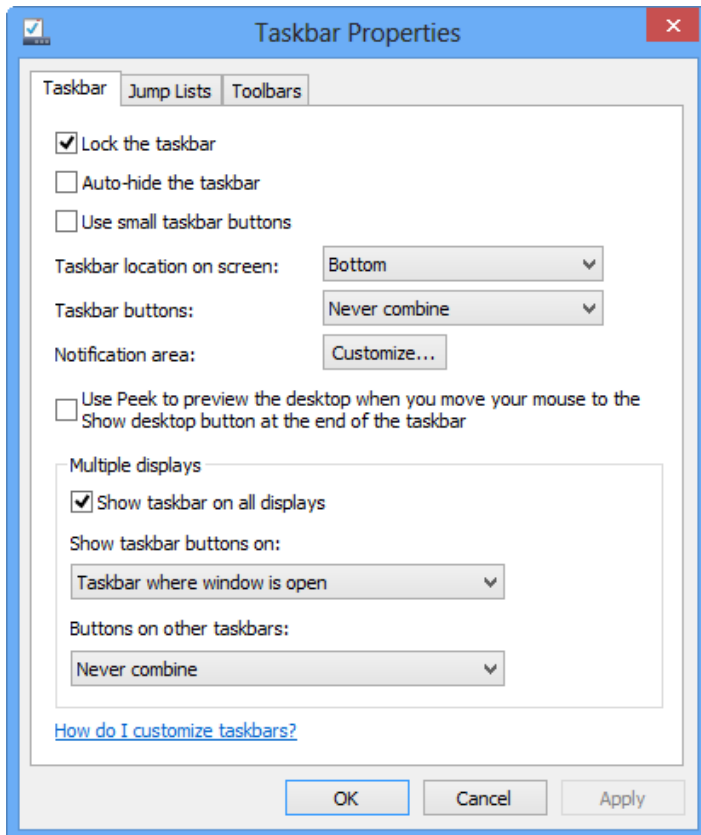 Taskbar Properties
Taskbar
Jump Lists
Toolbars
Lock the taskbar
Auto-hide the taskbar
Use small taskbar buttons
Taskbar location on screen:
Bottom
Taskbar buttons:
Never combine
Notification area:
Customize...
Use Peek to preview the desktop when you move your mouse to the
Show desktop button at the end of the taskbar
Multiple displays
Show taskbar on all displays
Show taskbar buttons on:
Taskbar where window is open
Buttons on other taskbars:
Never combine
How do I customize taskbars?
OK
Cancel
Apply